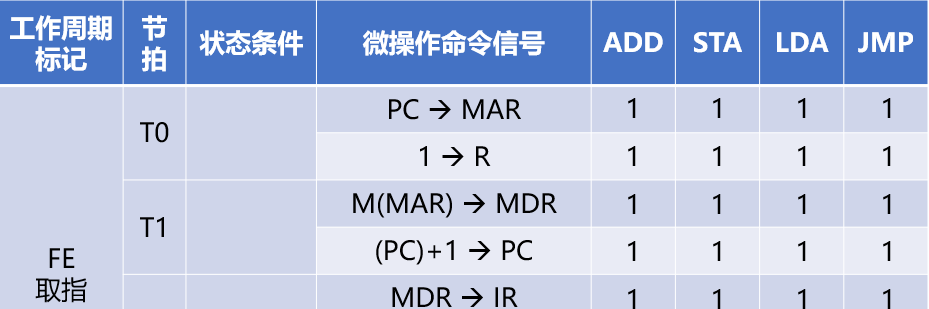 工作周期标记 节拍 状态条件 微操作命令信号 ADD STA LDA JMP
FE取指 T0 PC → MAR 1 1 1 1
1 → R 1 1 1 1
T1 M(MAR) → MDR 1 1 1 1
(PC)+1 → PC 1 1 1 1
MDR → IR 1 1 1 1